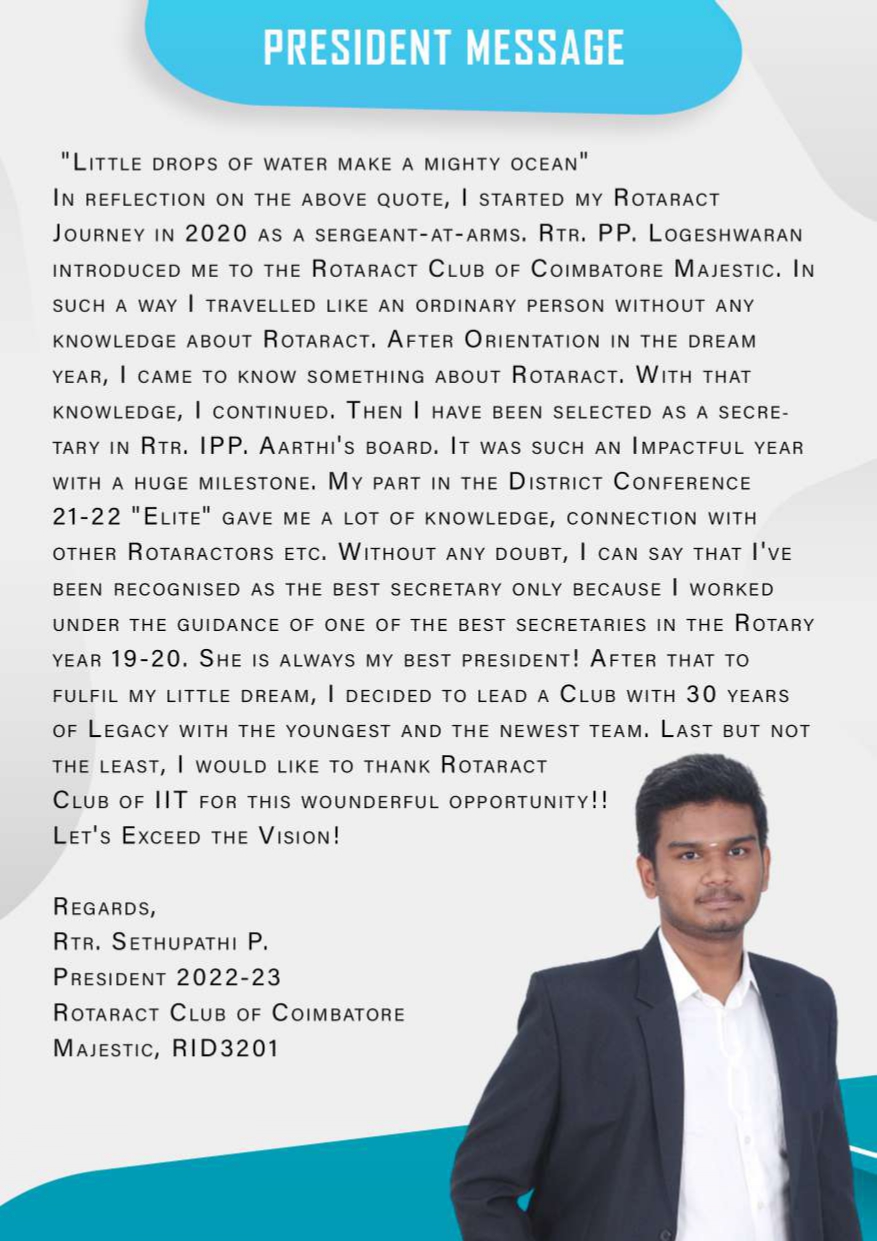 PRESIDENT MESSAGE
"Little drops of water make a mighty ocean"
In reflection on the above quote, I started my Rotaract
Journey in 2020 as a sergeant-at-arms. Rtr. PP. Logeshwaran
introduced me to the Rotaract Club of Coimbatore Majestic. In
such a way I travelled like an ordinary person without any
knowledge about Rotaract. After Orientation in the dream
year, I came to know something about Rotaract. With that
knowledge, I continued. Then I have been selected as a secre-
tary in Rtr. IPP. Aarthi's board. It was such an Impactful year
with a huge milestone. My part in the District Conference
21-22 "Elite" gave me a lot of knowledge, connection with
other Rotaractors etc. Without any doubt, I can say that I've
been recognised as the best secretary only because I worked
under the guidance of one of the best secretaries in the Rotary
year 19-20. She is always my best president! After that to
fulfil my little dream, I decided to lead a Club with 30 years
of Legacy with the youngest and the newest team. Last but not
the least, I would like to thank Rotaract
Club of IIT for this wounderful opportunity!!
Let's Exceed the Vision!
Regards,
Rtr. Sethupathi P.
President 2022-23
Rotaract Club of Coimbatore
Majestic, RID3201